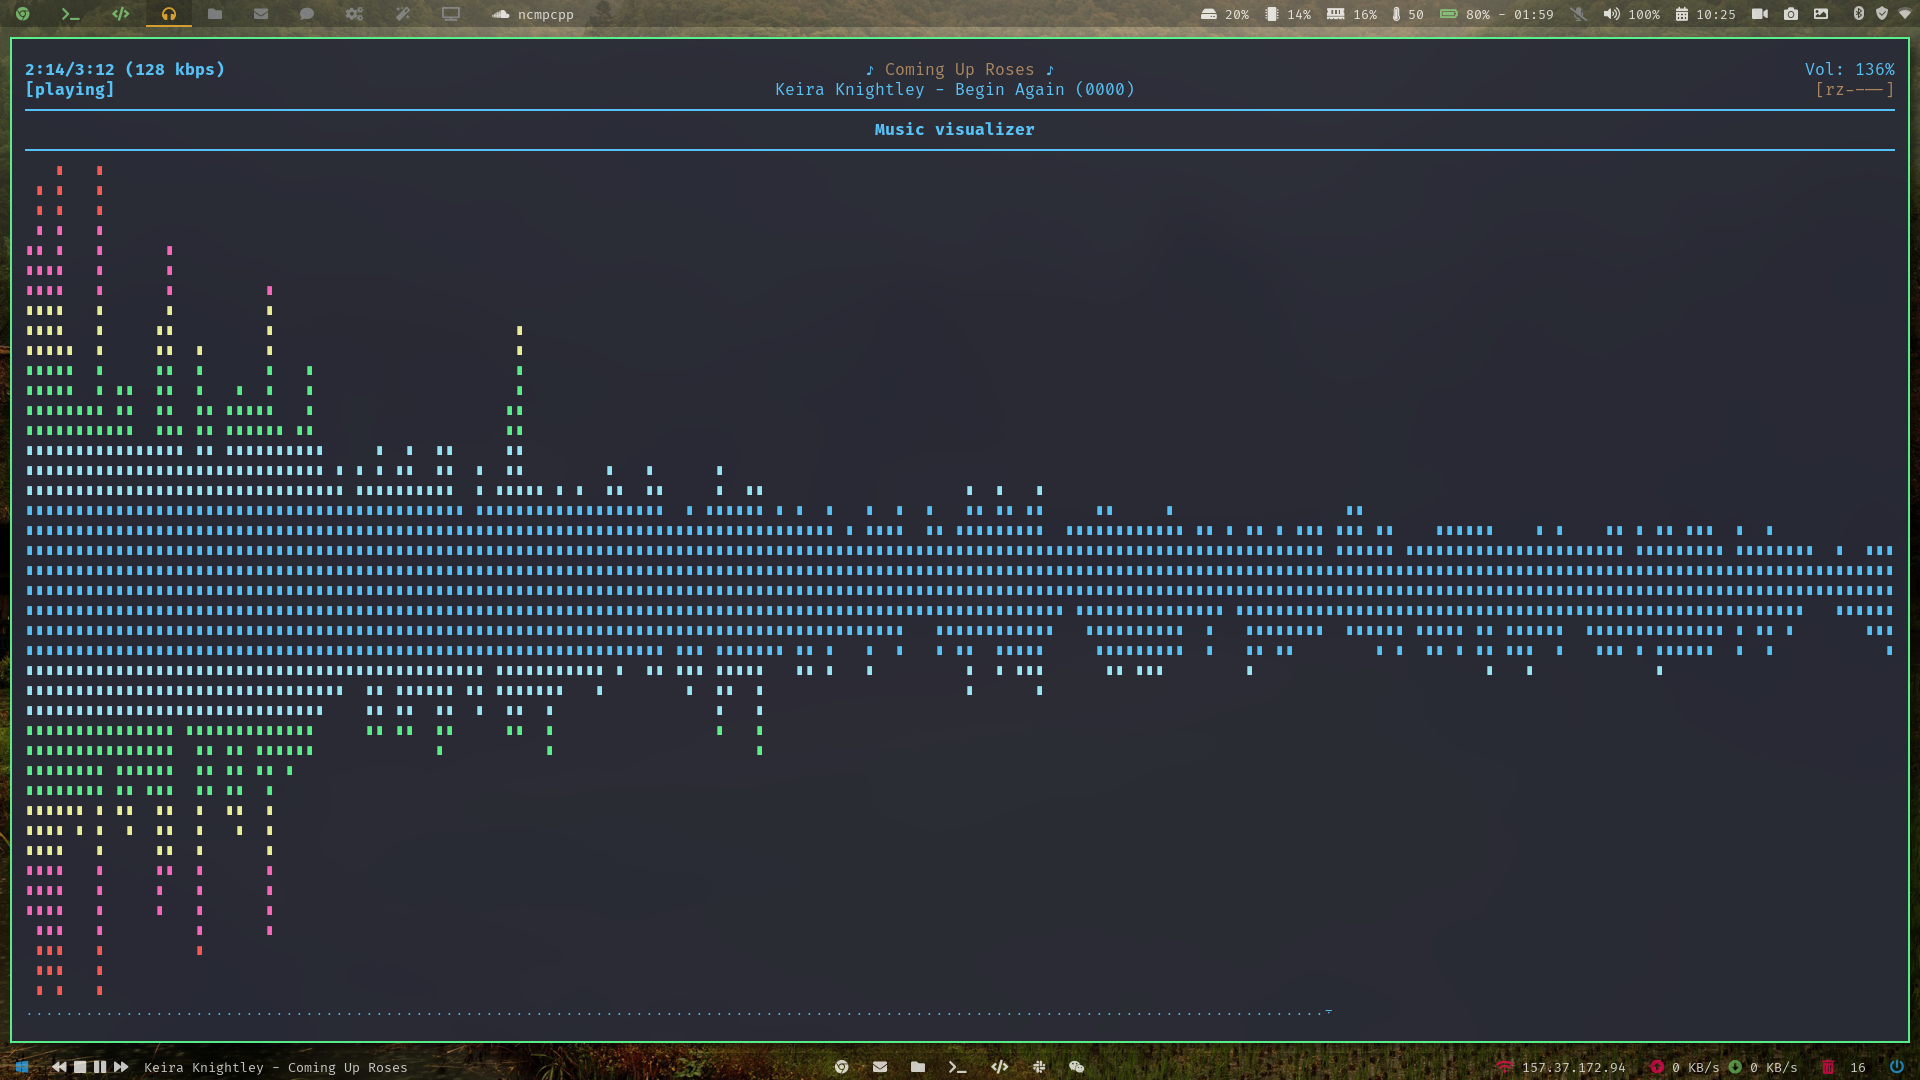 ncmpcpp
20% 14% 16% 50 80% - 01:59 100% 10:25
2:14/3:12 (128 kbps)
♪ Coming Up Roses ♪
Vol: 136%
[playing]
Keira Knightley - Begin Again (0000)
[rz----]
Music visualizer
Keira Knightley - Coming Up Roses
157.37.172.94 0 KB/s 0 KB/s 16